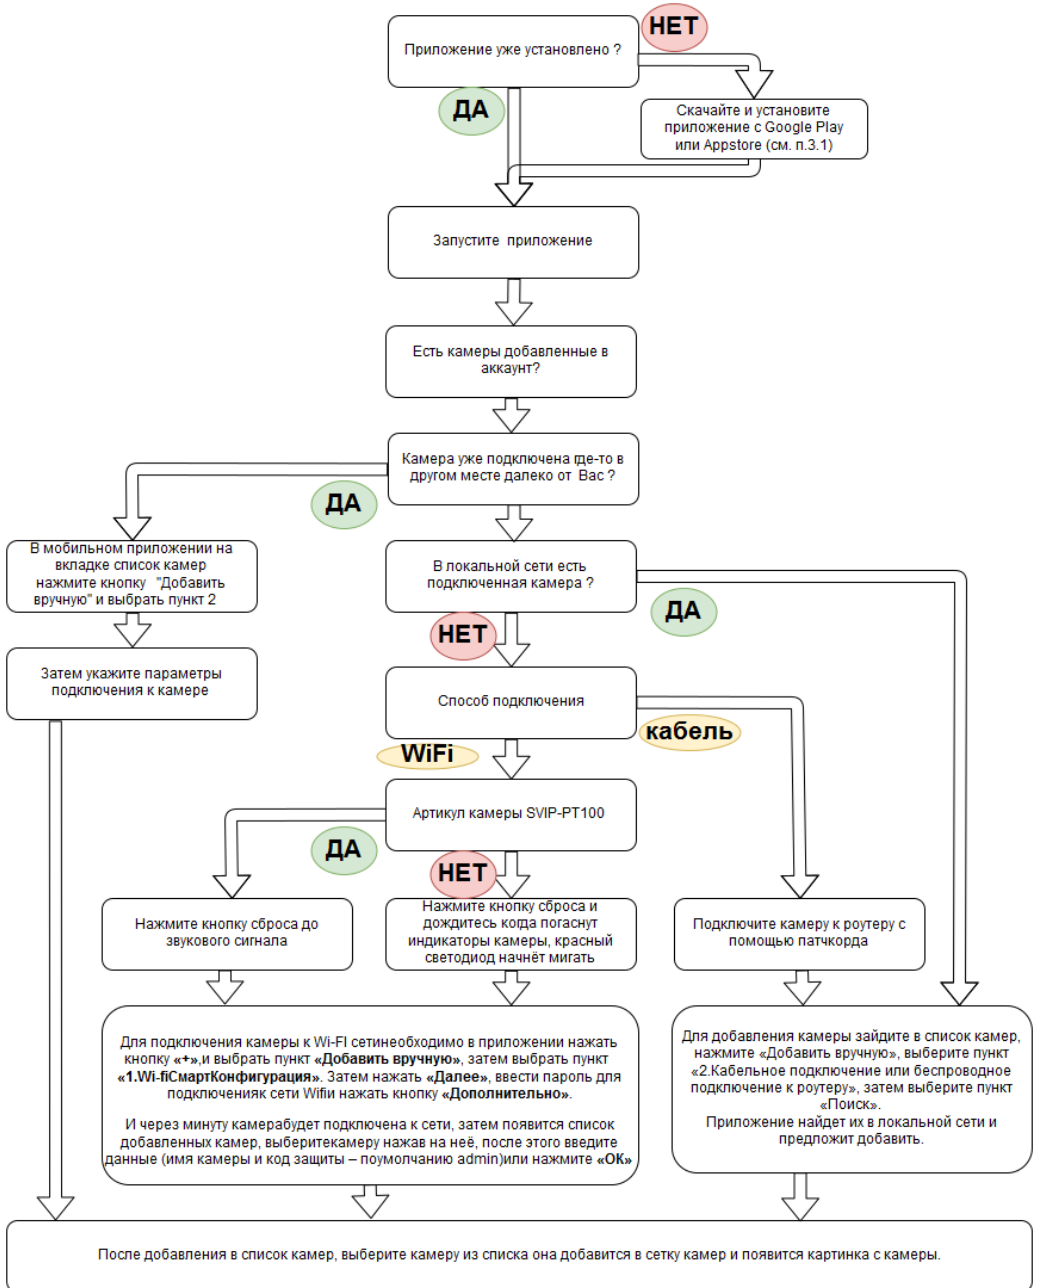 Приложение уже установлено ?
НЕТ
ДА
Скачайте и установите
приложение с Google Play
или Appstore (см. п.3.1)
Запустите приложение
Есть камеры добавленные в
аккаунт?
Камера уже подключена где-то в
другом месте далеко от Вас ?
ДА
В мобильном приложении на
вкладке список камер
нажмите кнопку "Добавить
вручную" и выбрать пункт 2
В локальной сети есть
подключенная камера ?
ДА
НЕТ
Затем укажите параметры
подключения к камере
Способ подключения
кабель
WiFi
Артикул камеры SVIP-PT100
ДА
НЕТ
Нажмите кнопку сброса до
звукового сигнала
Нажмите кнопку сброса и
дождитесь когда погаснут
индикаторы камеры, красный
светодиод начнёт мигать
Подключите камеру к роутеру с
помощью патчкорда
Для подключения камеры к Wi-FI сетинеобходимо в приложении нажать
кнопку «+»,и выбрать пункт «Добавить вручную», затем выбрать пункт
«1.Wi-fiСмартКонфигурация». Затем нажать «Далее», ввести пароль для
подключенияк сети Wifiи нажать кнопку «Дополнительно».
И через минуту камерабудет подключена к сети, затем появится список
добавленных камер, выберитекамеру нажав на неё, после этого введите
данные (имя камеры и код защиты – поумолчанию admin)или нажмите «ОК»
Для добавления камеры зайдите в список камер,
нажмите «Добавить вручную», выберите пункт
«2.Кабельное подключение или беспроводное
подключение к роутеру», затем выберите пункт
«Поиск».
Приложение найдет их в локальной сети и
предложит добавить.
После добавления в список камер, выберите камеру из списка она добавится в сетку камер и появится картинка с камеры.